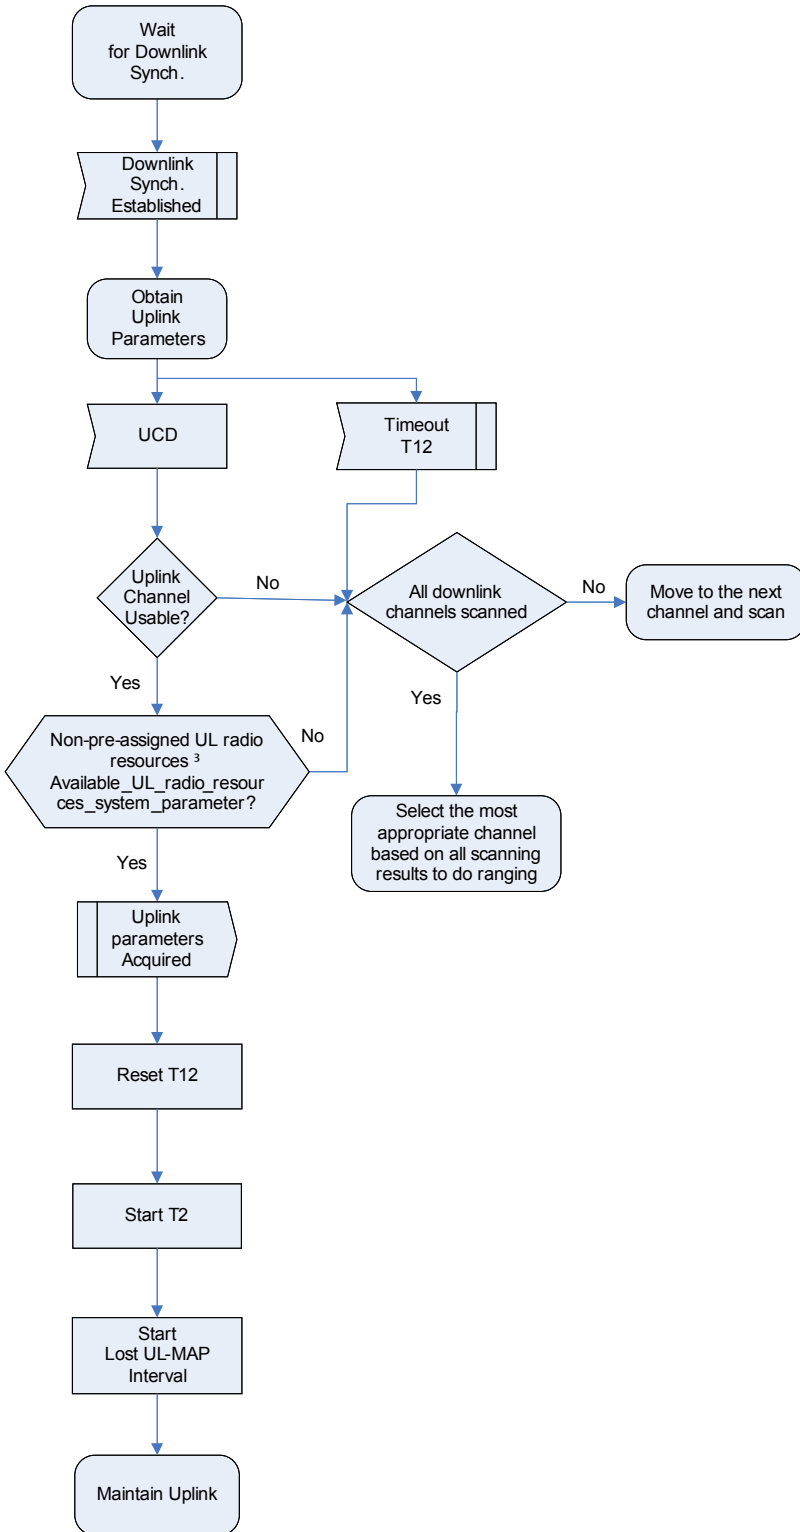 Wait
for Downlink
Synch.
Downlink
Synch.
Established
Obtain
Uplink
Parameters
UCD
Timeout
T12
Uplink
Channel
Usable?
No
All downlink
channels scanned
No
Move to the next
channel and scan
Yes
Yes
Non-pre-assigned UL radio
resources ³
Available_UL_radio_resour
ces_system_parameter?
No
Select the most
appropriate channel
based on all scanning
results to do ranging
Yes
Uplink
parameters
Acquired
Reset T12
Start T2
Start
Lost UL-MAP
Interval
Maintain Uplink